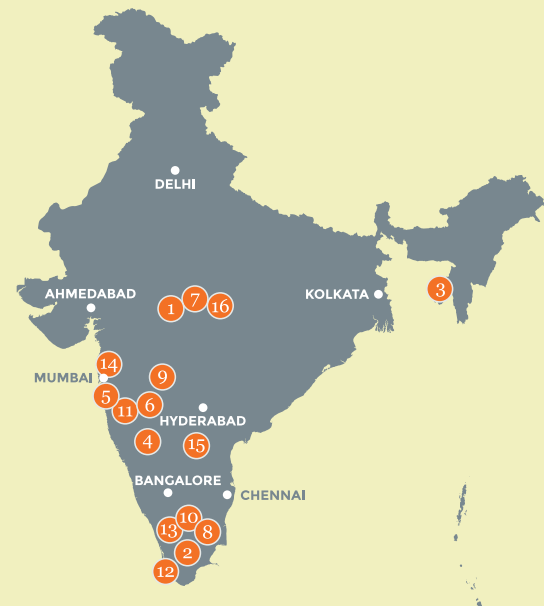 DELHI
3
AHMEDABAD
1
7
16
KOLKATA
14
MUMBAI
9
5
11
6
HYDERABAD
4
15
BANGALORE
CHENNAI
10
13
8
2
12